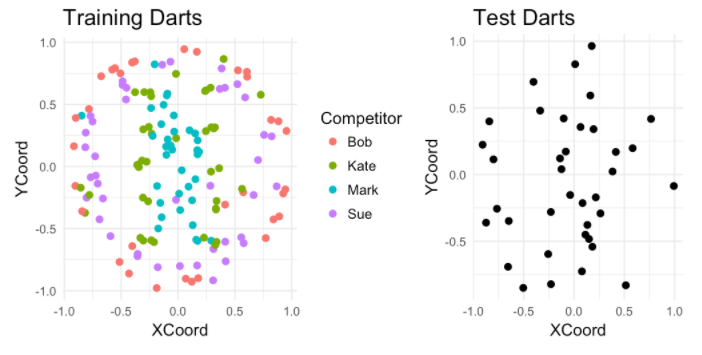 Training Darts
1.0
0.5
0.0
-0.5
-1.0
YCoord
-1.0 -0.5 0.0 0.5 1.0
XCoord
Competitor
Bob
Kate
Mark
Sue
Test Darts
1.0
0.5
0.0
-0.5
YCoord
-1.0 -0.5 0.0 0.5 1.0
XCoord